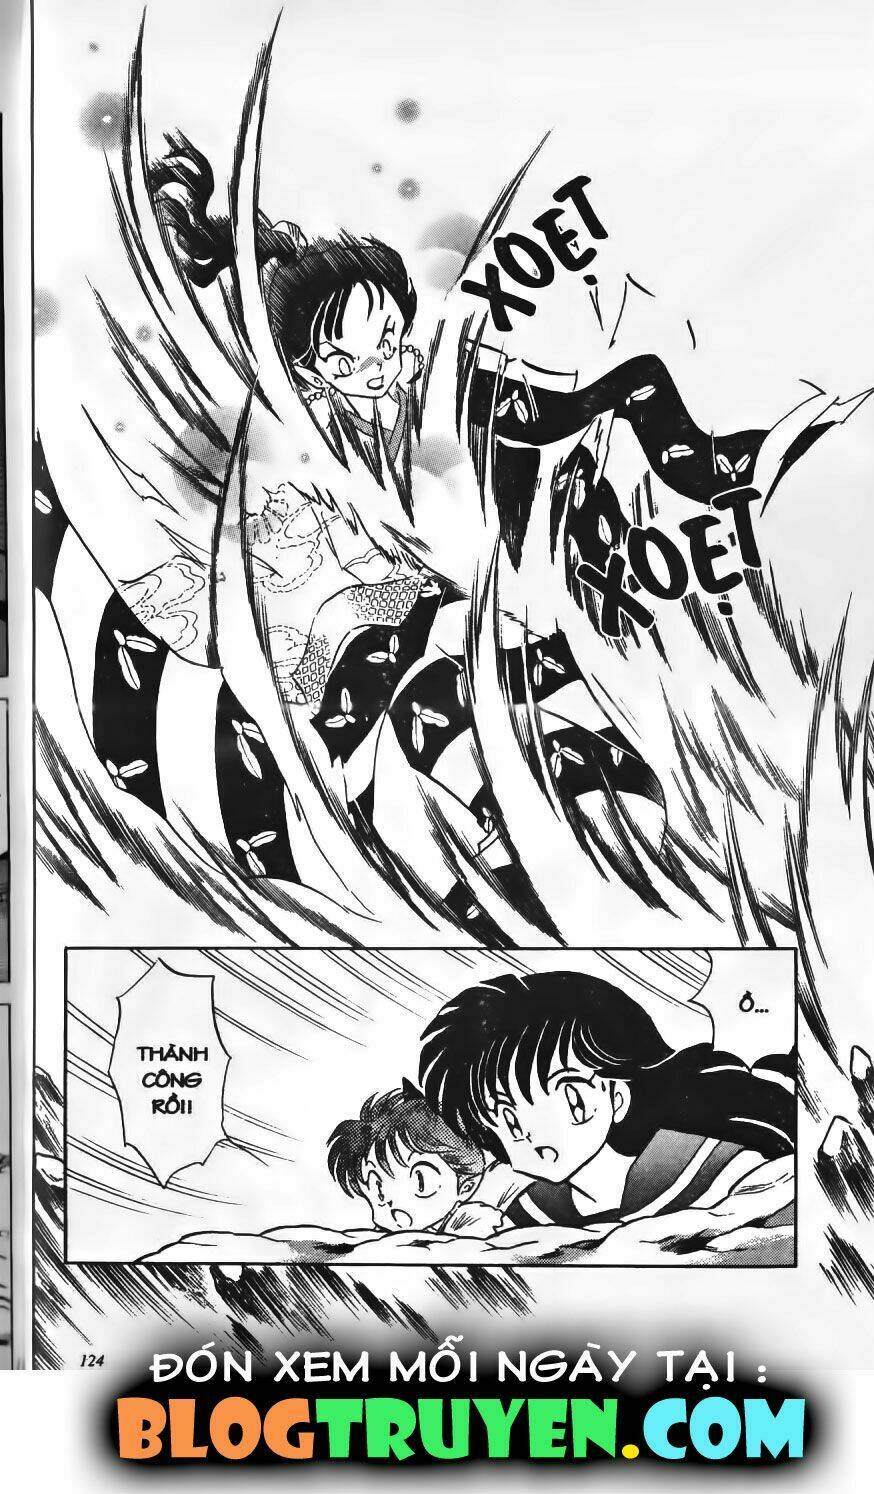 XOẸT
XOẸT
Ồ...
THÀNH
CÔNG
RỒI!
124
ĐÓN XEM MỖI NGÀY TẠI :
BLOGTRUYEN.COM